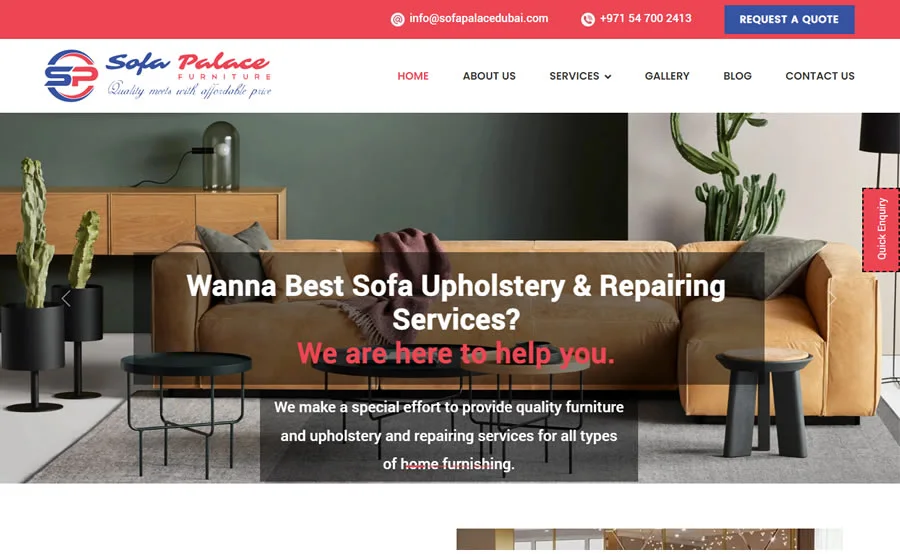 info@sofapalacedubai.com
+971 54 700 2413
REQUEST A QUOTE
SP
Sofa Palace
FURNITURE
Quality meets with affordable price
HOME
ABOUT US
SERVICES
GALLERY
BLOG
CONTACT US
Quick Enquiry
Wanna Best Sofa Upholstery & Repairing
Services?
We are here to help you.
We make a special effort to provide quality furniture
and upholstery and repairing services for all types
of home furnishing.